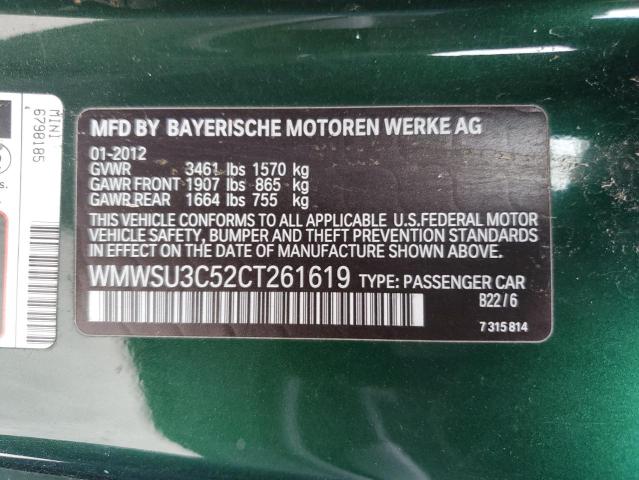 MFD BY BAYERISCHE MOTOREN WERKE AG
01-2012
GVWR 3461 lbs 1570 kg
GAWR FRONT 1907 lbs 865 kg
GAWR REAR 1664 lbs 755 kg
THIS VEHICLE CONFORMS TO ALL APPLICABLE U.S.FEDERAL MOTOR
VEHICLE SAFETY, BUMPER AND THEFT PREVENTION STANDARDS
IN EFFECT ON THE DATE OF MANUFACTURE SHOWN ABOVE.
WMWSU3C52CT261619 TYPE: PASSENGER CAR
B22/6
7 315 814
MINI
6798185
s.